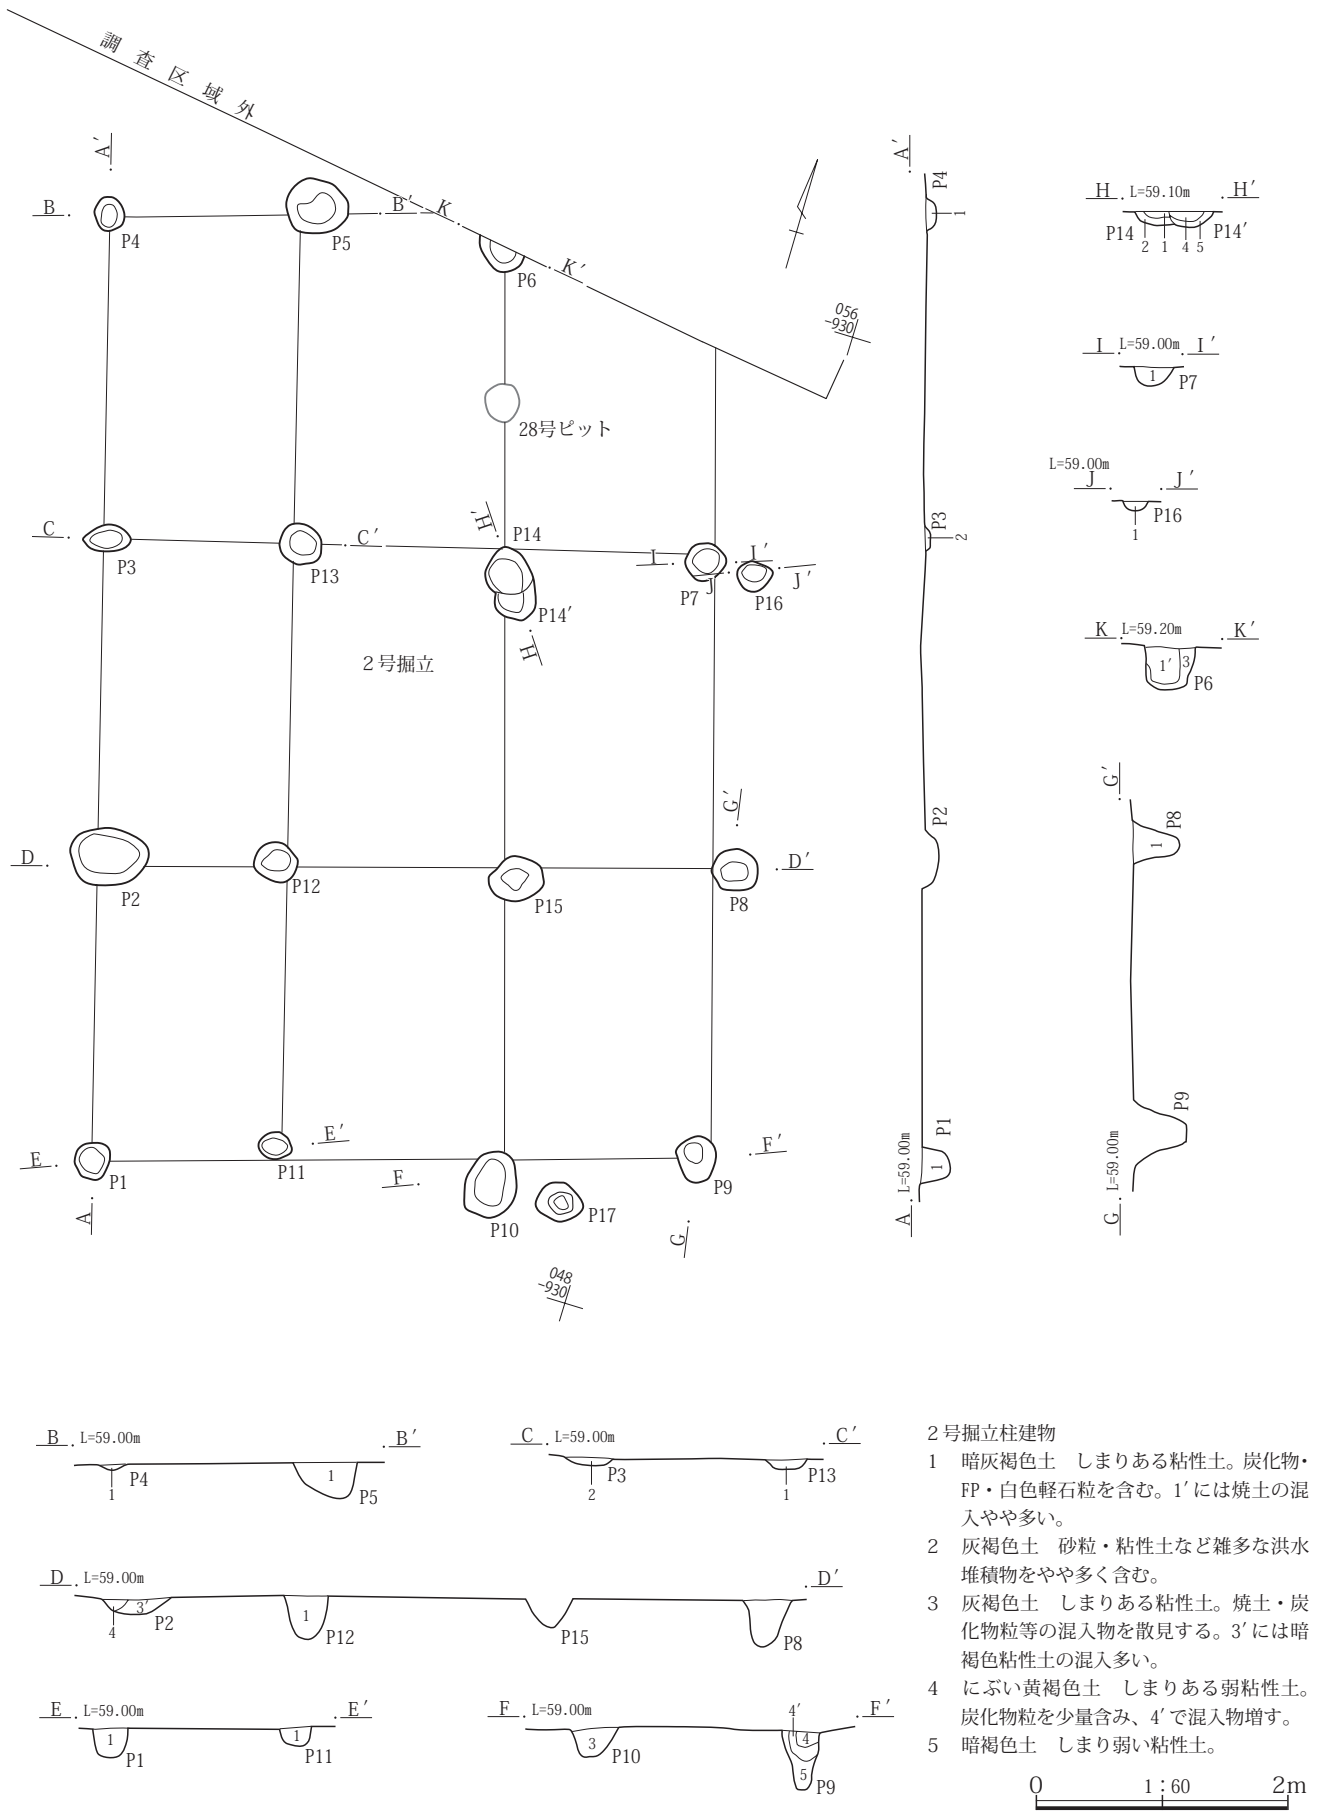 調査区域外
A′
B
P4
P5
B′
K
K′
P6
056
-930
28号ピット
C
P3
P13
C′
H′
P14
P14′
H
I
I′
J
J′
P7
P16
2号掘立
G′
D
P2
P12
P15
P8
D′
E
P1
A
P11
E′
F
P10
P17
P9
F′
G
048
-930
A′
P4
1
P3
2
P2
P1
1
L=59.00m
A
H
L=59.10m
H′
P14
P14′
2 1 4 5
I
L=59.00m
I′
1
P7
L=59.00m
J
J′
P16
1
K
L=59.20m
K′
1′
3
P6
G′
P8
1
P9
L=59.00m
G
B
L=59.00m
B′
P4
1
1
P5
C
L=59.00m
C′
P3
2
P13
1
D
L=59.00m
D′
3′
4
P2
1
P12
P15
P8
E
L=59.00m
E′
1
P1
1
P11
F
L=59.00m
F′
3
P10
4′
4
5
P9
2号掘立柱建物
1 暗灰褐色土 しまりある粘性土。炭化物・
FP・白色軽石粒を含む。1′には焼土の混
入やや多い。
2 灰褐色土 砂粒・粘性土など雑多な洪水
堆積物をやや多く含む。
3 灰褐色土 しまりある粘性土。焼土・炭
化物粒等の混入物を散見する。3′には暗
褐色粘性土の混入多い。
4 にぶい黄褐色土 しまりある弱粘性土。
炭化物粒を少量含み、4′で混入物増す。
5 暗褐色土 しまり弱い粘性土。
0
1：60
2m